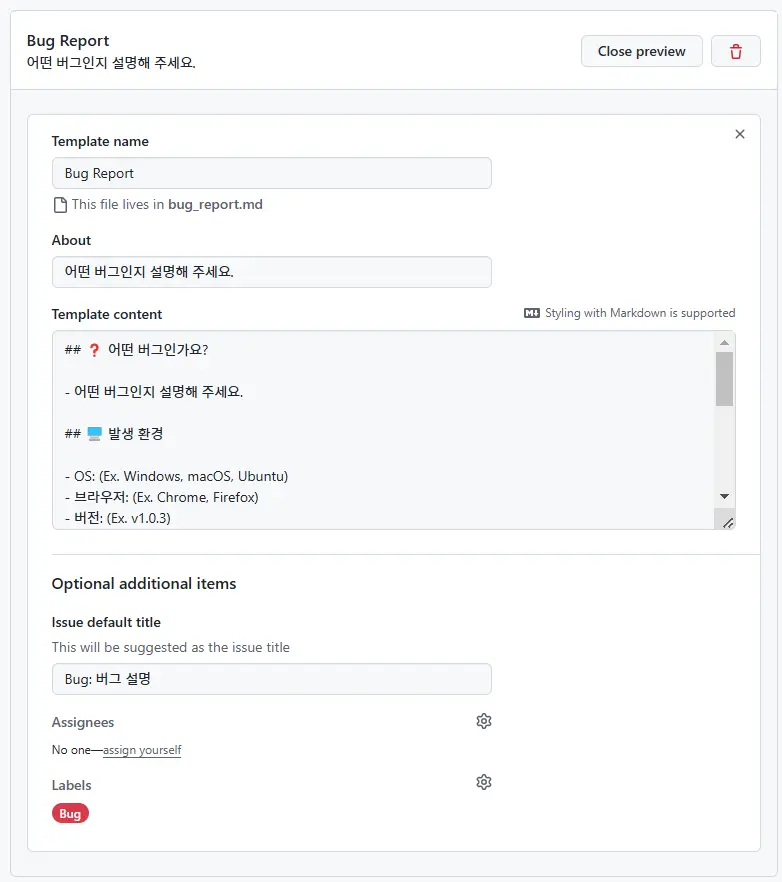 Bug Report
어떤 버그인지 설명해 주세요.
Close preview
Template name
Bug Report
This file lives in bug_report.md
About
어떤 버그인지 설명해 주세요.
Template content
Styling with Markdown is supported
## ❓ 어떤 버그인가요?
- 어떤 버그인지 설명해 주세요.
## 🖥️ 발생 환경
- OS: (Ex. Windows, macOS, Ubuntu)
- 브라우저: (Ex. Chrome, Firefox)
- 버전: (Ex. v1.0.3)
Optional additional items
Issue default title
This will be suggested as the issue title
Bug: 버그 설명
Assignees
No one—assign yourself
Labels
Bug